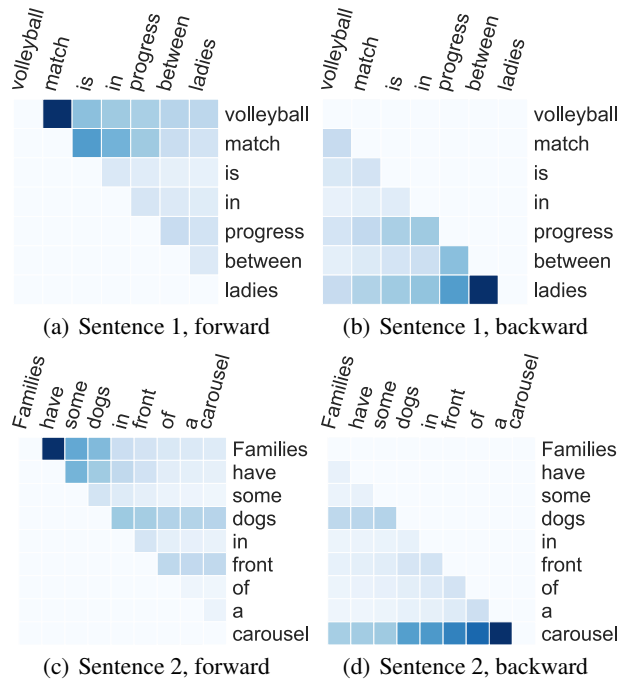 volleyball match is in progress between ladies
volleyball match is in progress between ladies
volleyball
match
is
in
progress
between
ladies
volleyball
match
is
in
progress
between
ladies
(a) Sentence 1, forward
(b) Sentence 1, backward
Families have some dogs in front of a carousel
Families have some dogs in front of a carousel
Families
have
some
dogs
in
front
of
a
carousel
Families
have
some
dogs
in
front
of
a
carousel
(c) Sentence 2, forward
(d) Sentence 2, backward